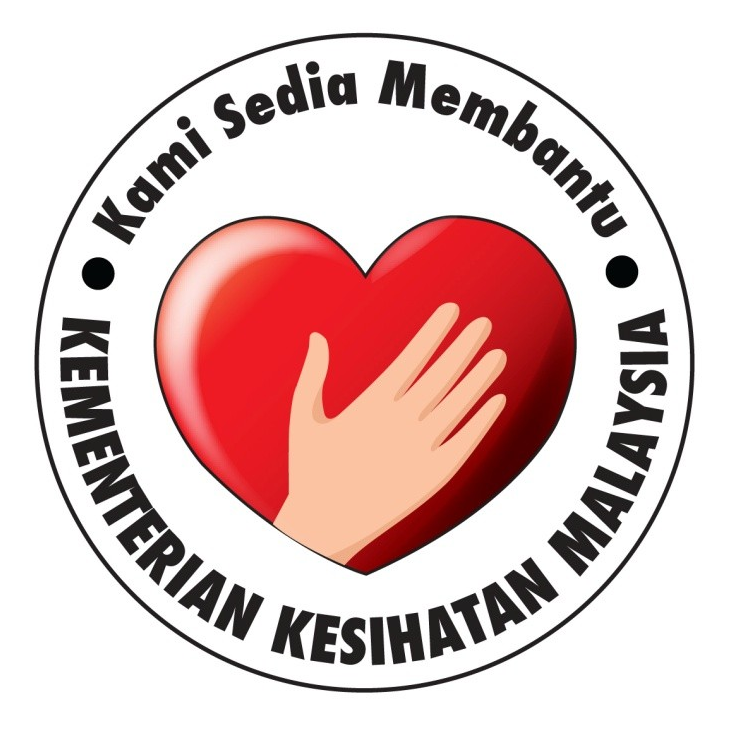 Kami Sedia Membantu
KEMENTERIAN KESIHATAN MALAYSIA